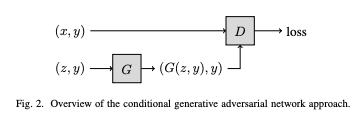 (x, y) D loss
(z, y) G (G(z, y), y)
Fig. 2. Overview of the conditional generative adversarial network approach.